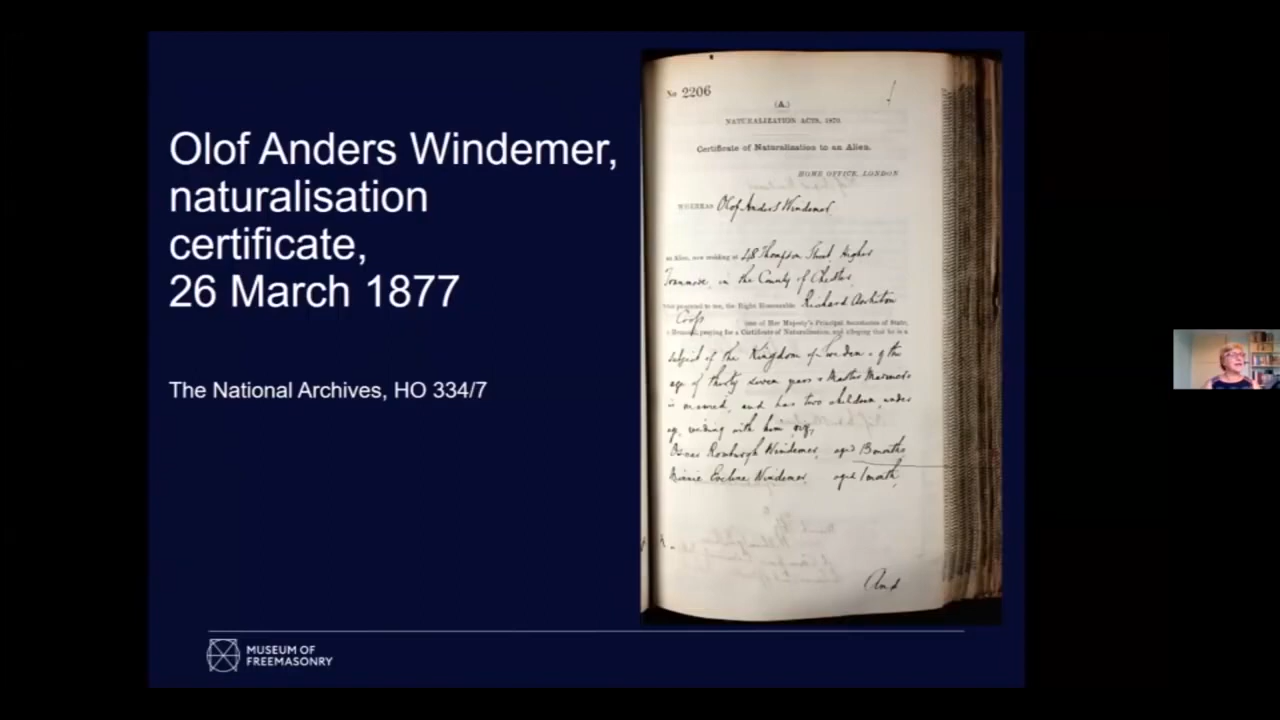 Olof Anders Windemer,
naturalisation
certificate,
26 March 1877
The National Archives, HO 334/7
No 2206
(A.)
NATURALIZATION ACTS, 1870.
Certificate of Naturalization to an Alien.
HOME OFFICE, LONDON
WHEREAS Olof Anders Windemer
an Alien, now residing at 48 Thompson Street Higher
Tranmere, in the County of Chester,
has presented to me, the Right Honourable Richard Assheton
Cross
one of Her Majesty's Principal Secretaries of State,
a Memorial, praying for a Certificate of Naturalization, and alleging that he is a
Subject of the Kingdom of Sweden, of the
age of thirty seven years a Master Mariner
is married, and has two children under
age, residing with him viz,
Oscar Roxburgh Windemer, aged 13 months
Minnie Eveline Windemer, aged 1 month,
And
MUSEUM OF
FREEMASONRY